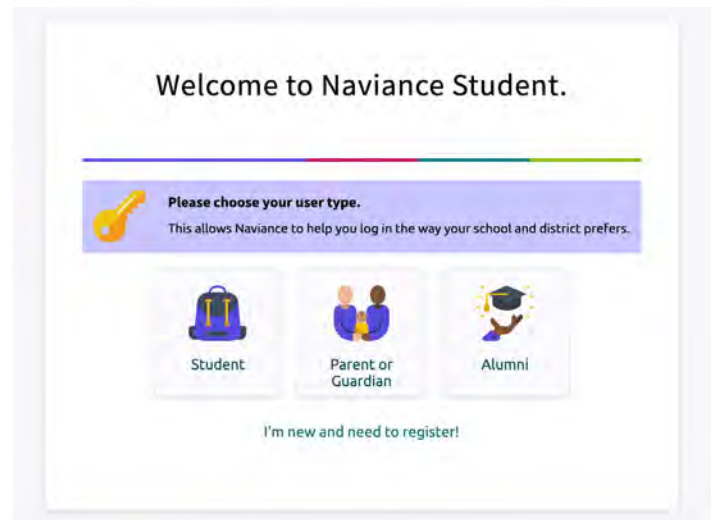 Welcome to Naviance Student.
Please choose your user type.
This allows Naviance to help you log in the way your school and district prefers.
Student
Parent or
Guardian
Alumni
I'm new and need to register!